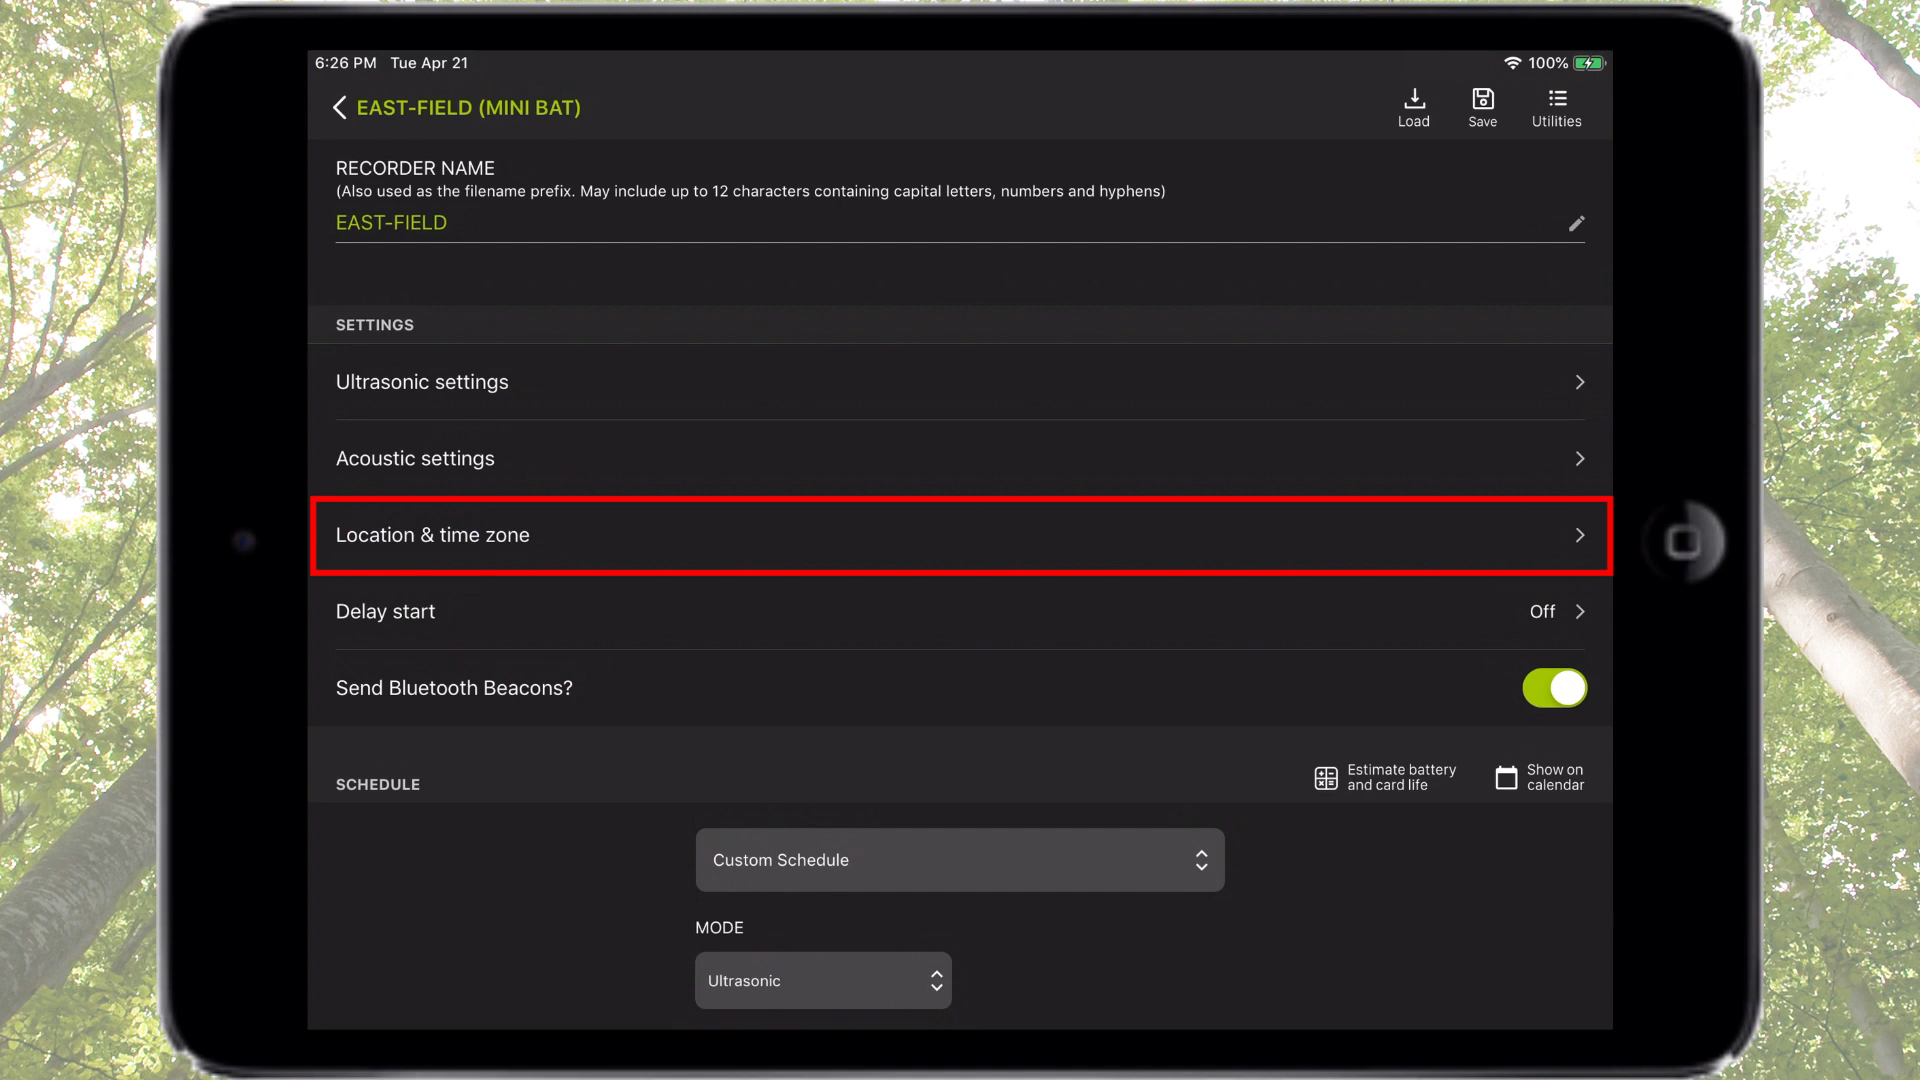 6:26 PM Tue Apr 21
100%
EAST-FIELD (MINI BAT)
Load
Save
Utilities
RECORDER NAME
(Also used as the filename prefix. May include up to 12 characters containing capital letters, numbers and hyphens)
EAST-FIELD
SETTINGS
Ultrasonic settings
Acoustic settings
Location & time zone
Delay start
Off
Send Bluetooth Beacons?
SCHEDULE
Estimate battery
and card life
Show on
calendar
Custom Schedule
MODE
Ultrasonic